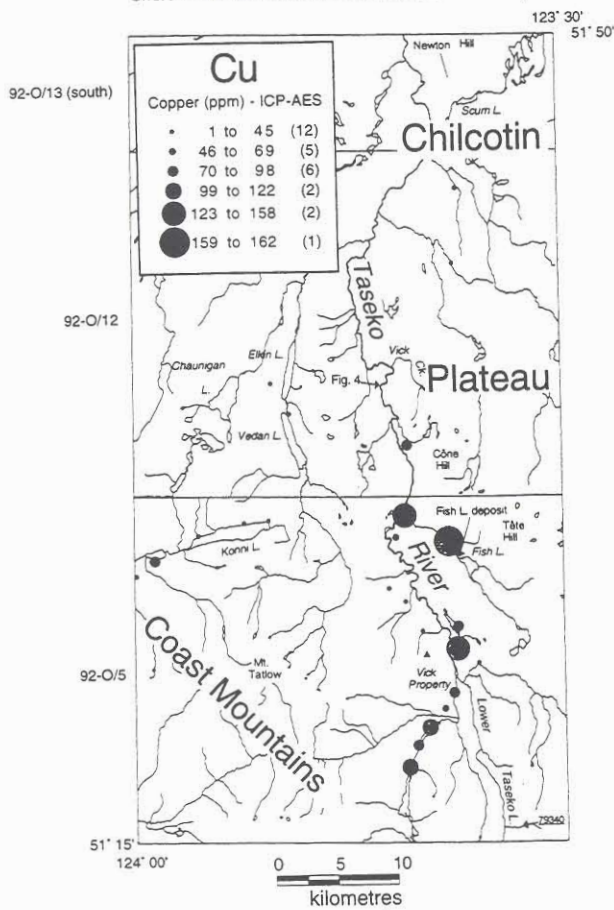 123° 30'
51° 50'
92-O/13 (south)
Newton Hill
Scum L.
Cu
Copper (ppm) - ICP-AES
1 to 45 (12)
46 to 69 (5)
70 to 98 (6)
99 to 122 (2)
123 to 158 (2)
159 to 162 (1)
Chilcotin
CK.
92-O/12
Taseko
Vick
Ck.
Elkin L.
Chaunigan
L.
Fig. 4
Plateau
Vedan L.
Cône
Hill
Fish L. deposit
Tête
Hill
Fish L.
Konni L.
River
Coast Mountains
Mt.
Tatlow
92-O/5
Vick
Property
Lower
Taseko L.
79340
51° 15'
124° 00'
0 5 10
kilometres